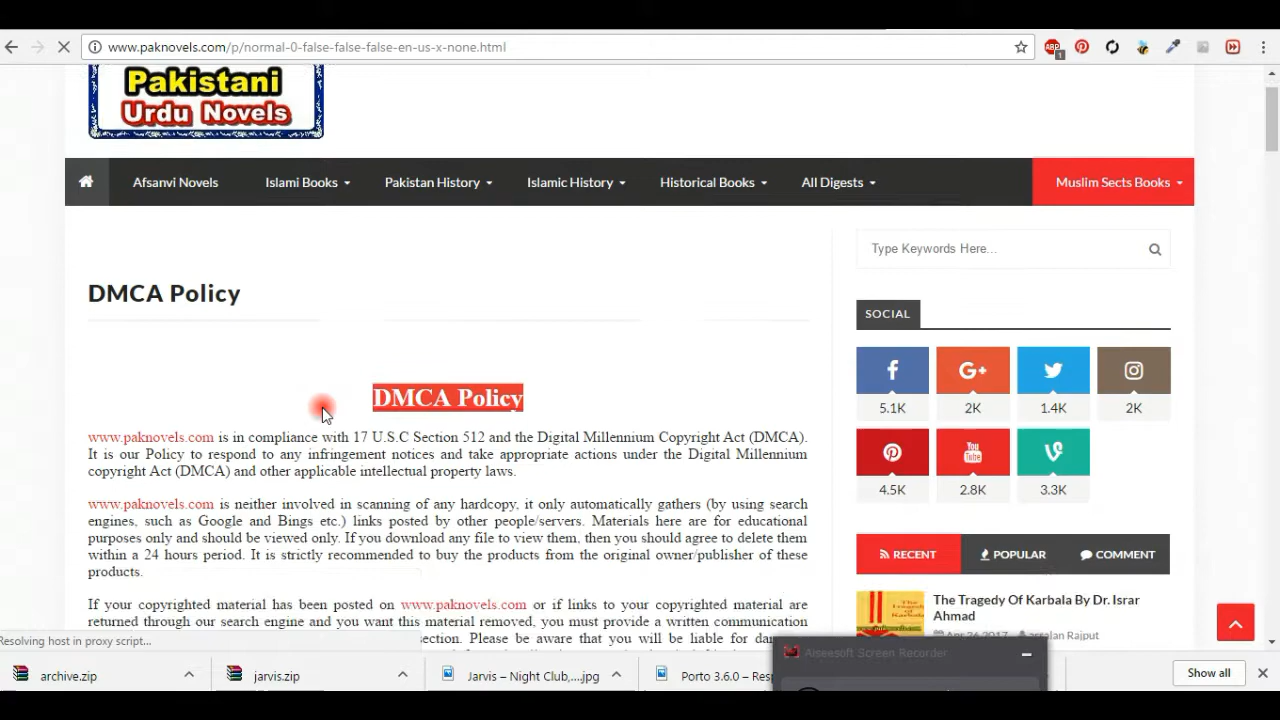 www.paknovels.com/p/normal-0-false-false-false-en-us-x-none.html
ABP
1
Pakistani
Urdu Novels
Afsanvi Novels
Islami Books
Pakistan History
Islamic History
Historical Books
All Digests
Muslim Sects Books
Type Keywords Here...
DMCA Policy
SOCIAL
DMCA Policy
5.1K
2K
1.4K
2K
www.paknovels.com is in compliance with 17 U.S.C Section 512 and the Digital Millennium Copyright Act (DMCA).
It is our Policy to respond to any infringement notices and take appropriate actions under the Digital Millennium
copyright Act (DMCA) and other applicable intellectual property laws.
You
Tube
4.5K
2.8K
3.3K
www.paknovels.com is neither involved in scanning of any hardcopy, it only automatically gathers (by using search
engines, such as Google and Bings etc.) links posted by other people/servers. Materials here are for educational
purposes only and should be viewed only. If you download any file to view them, then you should agree to delete them
within a 24 hours period. It is strictly recommended to buy the products from the original owner/publisher of these
products.
RECENT
POPULAR
COMMENT
The Tragedy Of Karbala By Dr. Israr
Ahmad
Apr 26 2017
arsalan Rajput
If your copyrighted material has been posted on www.paknovels.com or if links to your copyrighted material are
returned through our search engine and you want this material removed, you must provide a written communication
section. Please be aware that you will be liable for
Resolving host in proxy script...
Aiseesoft Screen Recorder
archive.zip
jarvis.zip
Jarvis – Night Club,....jpg
Porto 3.6.0 – Resp
Show all